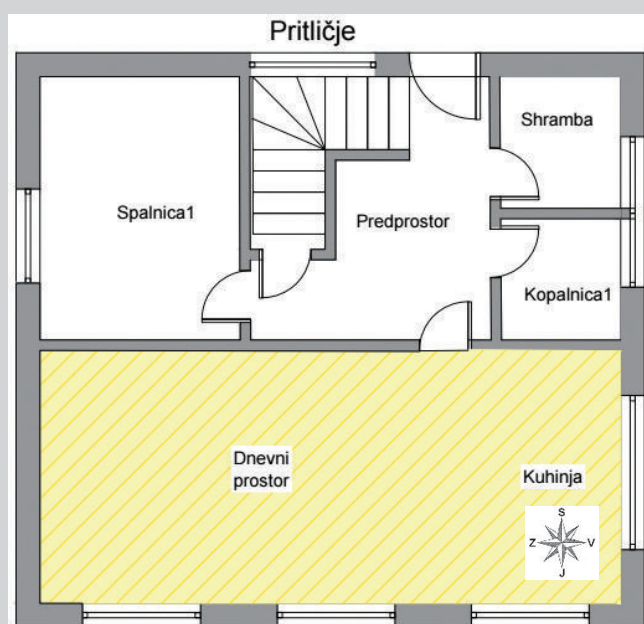 Pritličje
Shramba
Spalnica1
Predprostor
Kopalnica1
Dnevni
prostor
Kuhinja
S
Z V
J